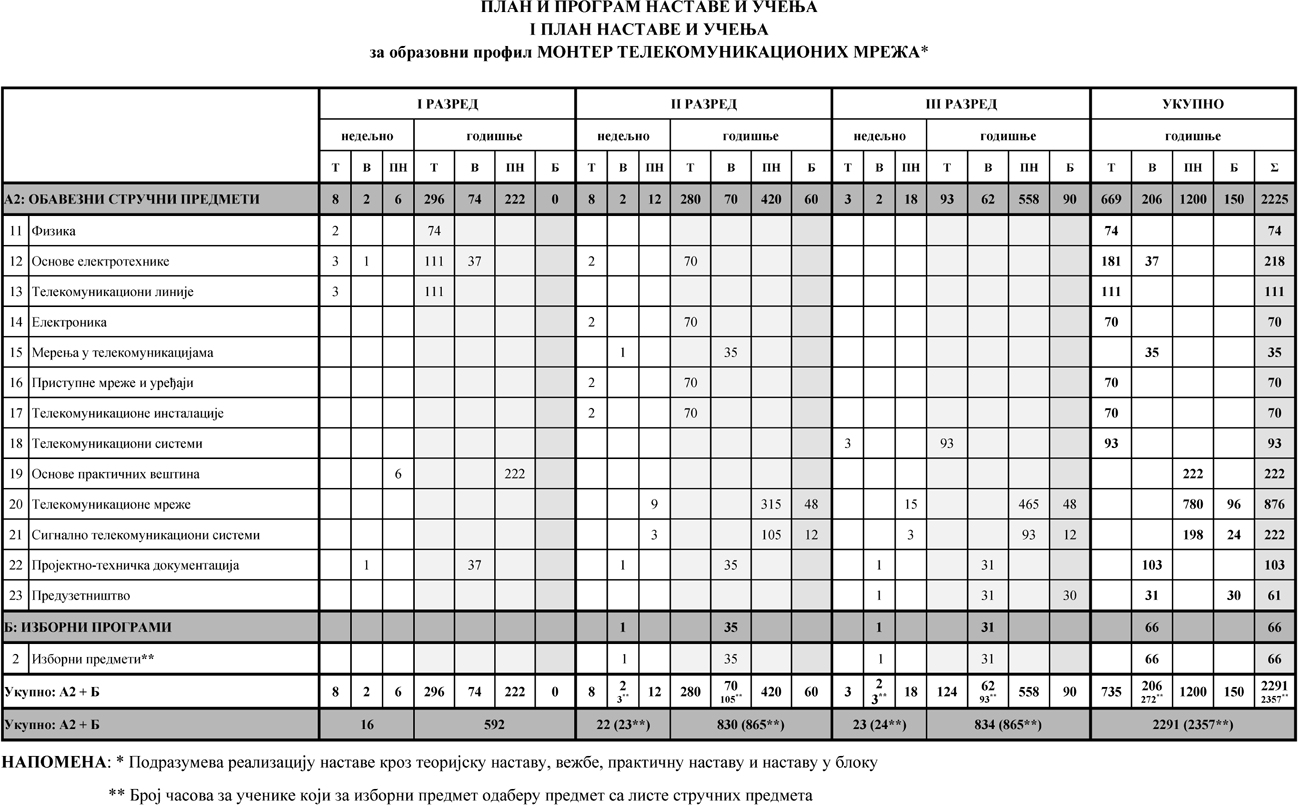 ПЛАН И ПРОГРАМ НАСТАВЕ И УЧЕЊА
I ПЛАН НАСТАВЕ И УЧЕЊА
за образовни профил МОНТЕР ТЕЛЕКОМУНИКАЦИОНИХ МРЕЖА*
I РАЗРЕД II РАЗРЕД III РАЗРЕД УКУПНО
недељно годишње недељно годишње недељно годишње годишње
Т В ПН Т В ПН Б Т В ПН Т В ПН Б Т В ПН Т В ПН Б Т В ПН Б Σ
А2: ОБАВЕЗНИ СТРУЧНИ ПРЕДМЕТИ 8 2 6 296 74 222 0 8 2 12 280 70 420 60 3 2 18 93 62 558 90 669 206 1200 150 2225
11 Физика 2 74 74 74
12 Основе електротехнике 3 1 111 37 2 70 181 37 218
13 Телекомуникациони линије 3 111 111 111
14 Електроника 2 70 70 70
15 Мерења у телекомуникацијама 1 35 35 35
16 Приступне мреже и уређаји 2 70 70 70
17 Телекомуникационе инсталације 2 70 70 70
18 Телекомуникациони системи 3 93 93 93
19 Основе практичних вештина 6 222 222 222
20 Телекомуникационе мреже 9 315 48 15 465 48 780 96 876
21 Сигнално телекомуникациони системи 3 105 12 3 93 12 198 24 222
22 Пројектно-техничка документација 1 37 1 35 1 31 103 103
23 Предузетништво 1 31 30 31 30 61
Б: ИЗБОРНИ ПРОГРАМИ 1 35 1 31 66 66
2 Изборни предмети** 1 35 1 31 66 66
Укупно: А2 + Б 8 2 6 296 74 222 0 8 2 3** 12 280 70 105** 420 60 3 2 3** 18 124 62 93** 558 90 735 206 272** 1200 150 2291 2357**
Укупно: А2 + Б 16 592 22 (23**) 830 (865**) 23 (24**) 834 (865**) 2291 (2357**)
НАПОМЕНА: * Подразумева реализацију наставе кроз теоријску наставу, вежбе, практичну наставу и наставу у блоку
** Број часова за ученике који за изборни предмет одаберу предмет са листе стручних предмета